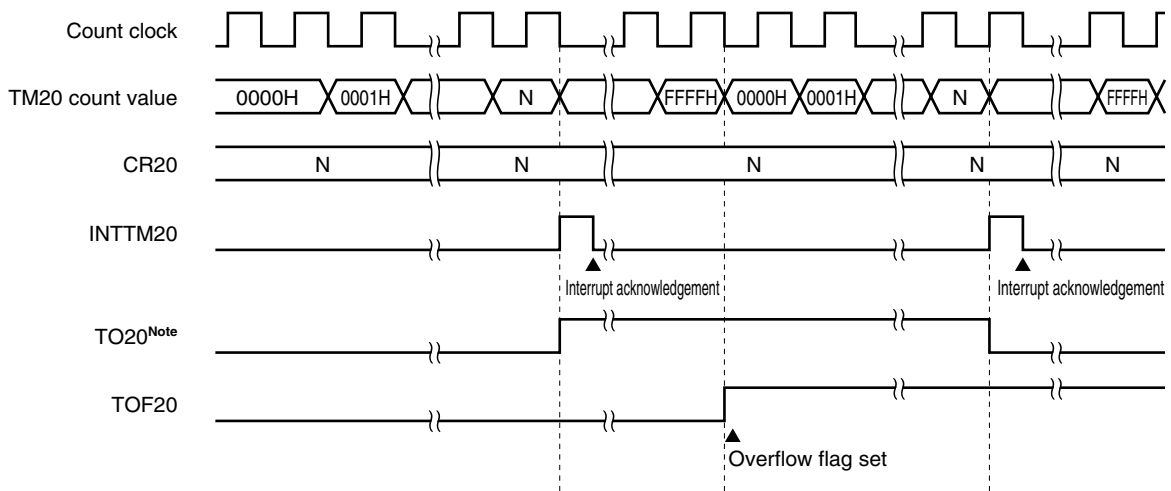 Count clock
TM20 count value 0000H 0001H N FFFFH 0000H 0001H N FFFFH
CR20 N N N N N
INTTM20
Interrupt acknowledgement Interrupt acknowledgement
TO20Note
TOF20
Overflow flag set